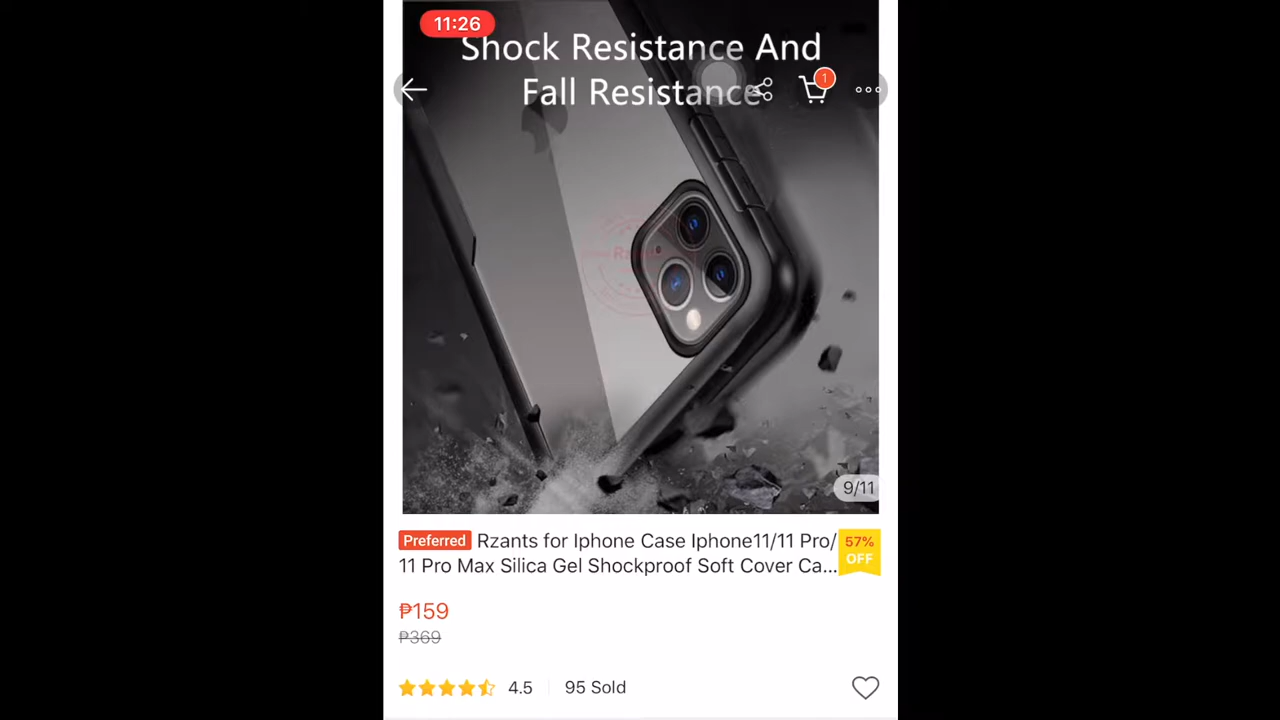 11:26
Shock Resistance And
Fall Resistance
1
9/11
Preferred Rzants for Iphone Case Iphone11/11 Pro/
11 Pro Max Silica Gel Shockproof Soft Cover Ca...
57%
OFF
₱159
₱369
4.5
95 Sold